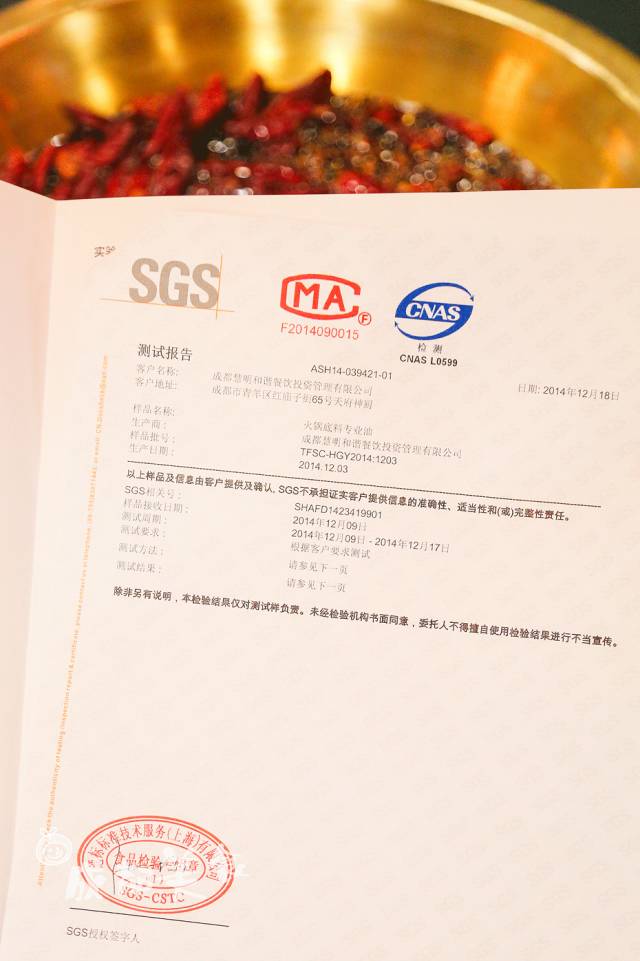 实
SGS
MA F
F2014090015
CNAS
检 测
CNAS L0599
测试报告
ASH14-039421-01
日期: 2014年12月18日
客户名称: 成都慧明和谐餐饮投资管理有限公司
客户地址: 成都市青羊区红庙子街65号天府神厨
样品名称: 火锅底料专业油
生产商: 成都慧明和谐餐饮投资管理有限公司
样品批号: TFSC-HGY2014:1203
生产日期: 2014.12.03
以上样品及信息由客户提供及确认, SGS不承担证实客户提供信息的准确性、适当性和(或)完整性责任。
SGS相关号: SHAFD1423419901
样品接收日期: 2014年12月09日
测试周期: 2014年12月09日 - 2014年12月17日
测试要求: 根据客户要求测试
测试方法: 请参见下一页
测试结果: 请参见下一页
除非另有说明，本检验结果仅对测试样负责。未经检验机构书面同意，委托人不得擅自使用检验结果进行不当宣传。
标标准技术服务(上海)有限公司
食品检验
SGS-CSTC
SGS授权签字人